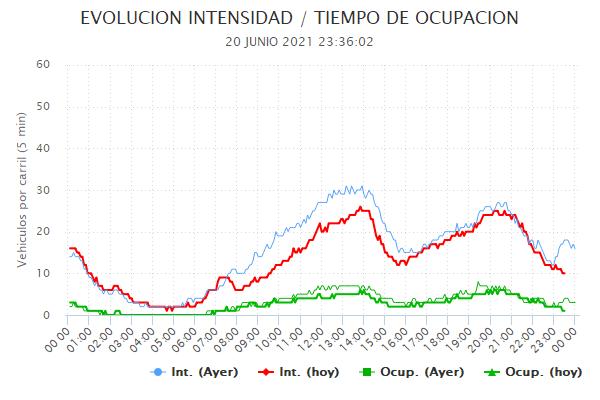 EVOLUCION INTENSIDAD / TIEMPO DE OCUPACION
20 JUNIO 2021 23:36:02
Vehiculos por carril (5 min)
60
50
40
30
20
10
0
00:00 01:00 02:00 03:00 04:00 05:00 06:00 07:00 08:00 09:00 10:00 11:00 12:00 13:00 14:00 15:00 16:00 17:00 18:00 19:00 20:00 21:00 22:00 23:00 00:00
Int. (Ayer) Int. (hoy) Ocup. (Ayer) Ocup. (hoy)